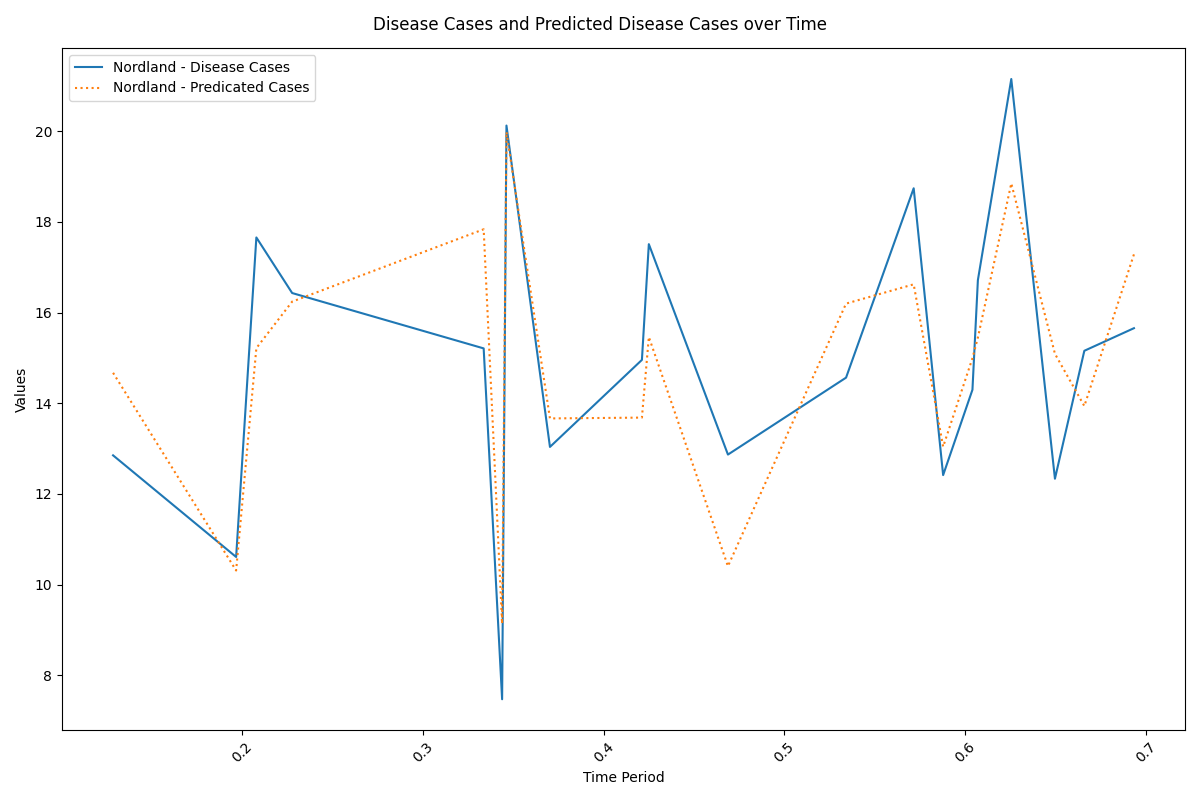 Disease Cases and Predicted Disease Cases over Time
Nordland - Disease Cases
Nordland - Predicated Cases
Values
20
18
16
14
12
10
8
0.2
0.3
0.4
0.5
0.6
0.7
Time Period